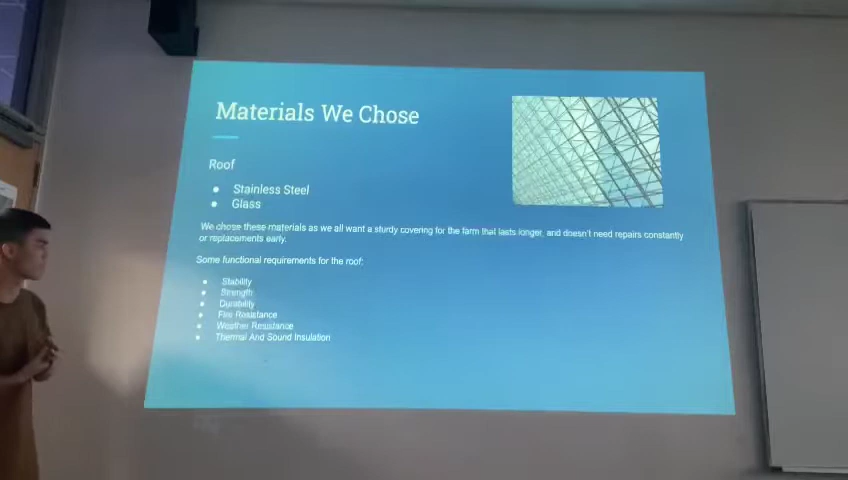 Materials We Chose
Roof
Stainless Steel
Glass
We chose these materials as we all want a sturdy covering for the farm that lasts longer, and doesn't need repairs constantly
or replacements early.
Some functional requirements for the roof:
Stability
Strength
Durability
Fire Resistance
Weather Resistance
Thermal And Sound Insulation